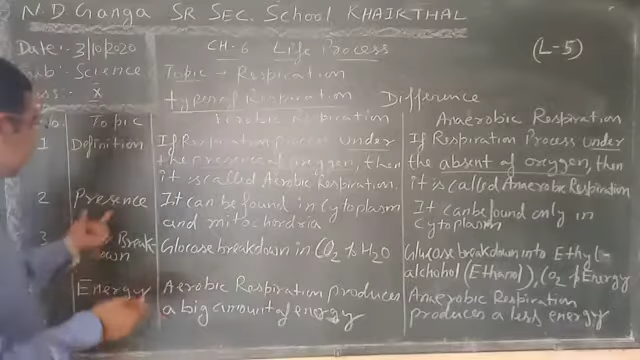 N.D. Ganga SR SEC. School KHAIRTHAL
Date:- 3/10/2020 CH-6 Life Process (L-5)
Sub:- Science Topic → Respiration
:- X types of Respiration Difference
Topic Aerobic Respiration Anaerobic Respiration
1 Definition If Respiration process under If Respiration Process under
the presence of oxygen, then the absent of oxygen, then
it is called Aerobic Respiration. it is called Anaerobic Respiration
2 Presence It can be found in Cytoplasm It can be found only in
and mitochordria Cytoplasm
3 Break Glucose breakdown in CO2 & H2O Glucose breakdown into Ethyl-
down alchohol (Ethanol), CO2 & Energy
Energy Aerobic Respiration produces Anaerobic Respiration
a big amount of energy produces a less energy